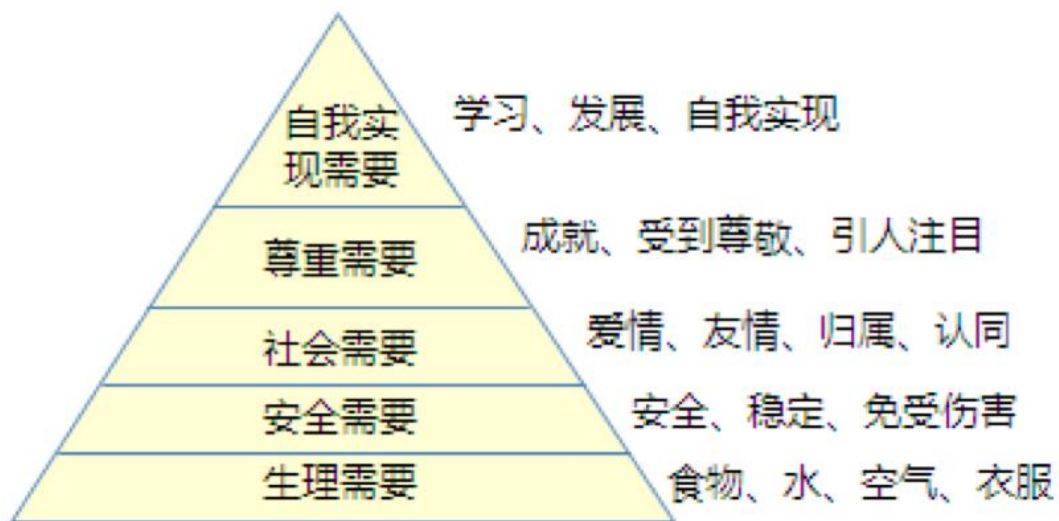 自我实
现需要
学习、发展、自我实现
尊重需要
成就、受到尊敬、引人注目
社会需要
爱情、友情、归属、认同
安全需要
安全、稳定、免受伤害
生理需要
食物、水、空气、衣服